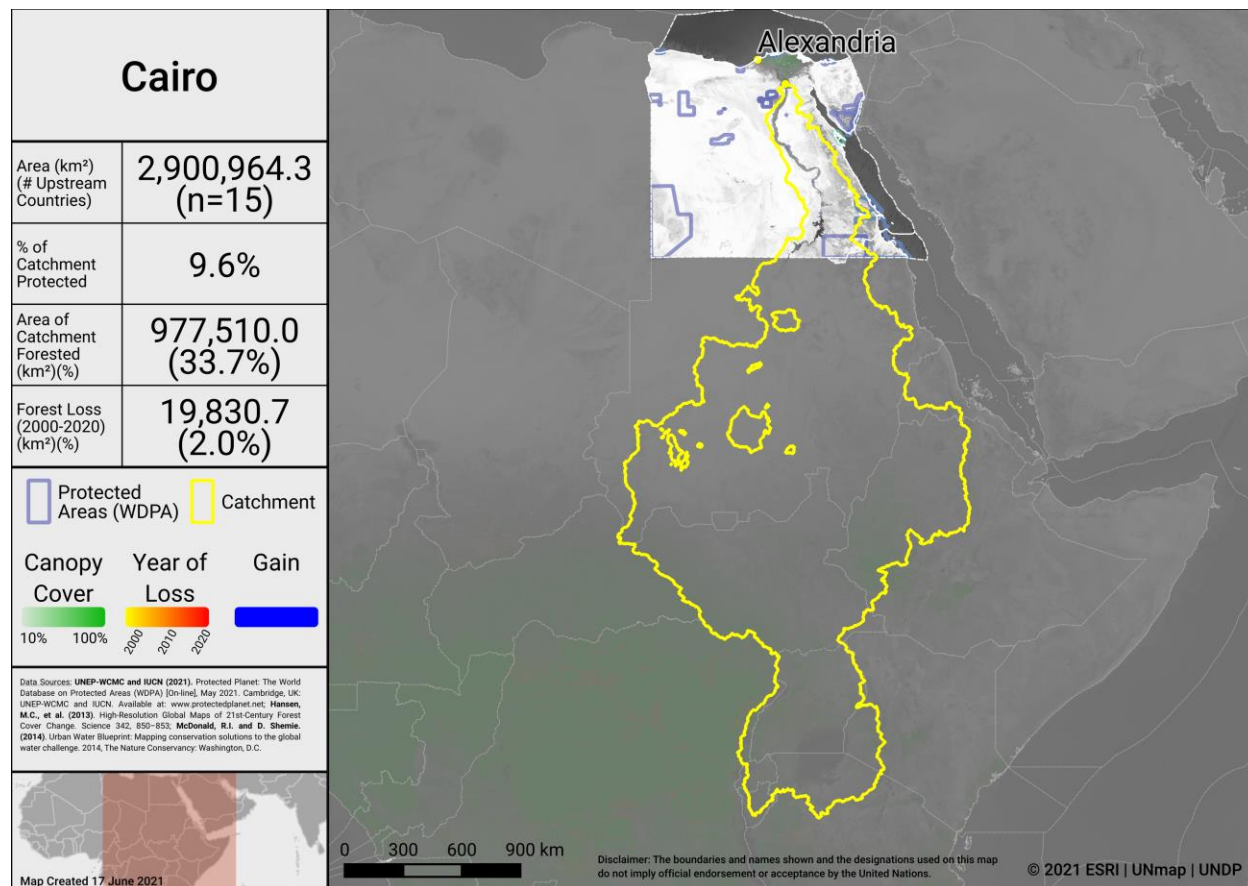 Cairo
Area (km²)
(# Upstream
Countries)
2,900,964.3
(n=15)
% of
Catchment
Protected
9.6%
Area of
Catchment
Forested
(km²)(%)
977,510.0
(33.7%)
Forest Loss
(2000-2020)
(km²)(%)
19,830.7
(2.0%)
Protected
Areas (WDPA)
Catchment
Canopy
Cover
10% 100%
Year of
Loss
2000 2010 2020
Gain
Data Sources: UNEP-WCMC and IUCN (2021). Protected Planet: The World
Database on Protected Areas (WDPA) [On-line], May 2021. Cambridge, UK:
UNEP-WCMC and IUCN. Available at: www.protectedplanet.net; Hansen,
M.C., et al. (2013). High-Resolution Global Maps of 21st-Century Forest
Cover Change. Science 342, 850–853; McDonald, R.I. and D. Shemie.
(2014). Urban Water Blueprint: Mapping conservation solutions to the global
water challenge. 2014, The Nature Conservancy: Washington, D.C.
Map Created 17 June 2021
Alexandria
0 300 600 900 km
Disclaimer: The boundaries and names shown and the designations used on this map
do not imply official endorsement or acceptance by the United Nations.
© 2021 ESRI | UNmap | UNDP